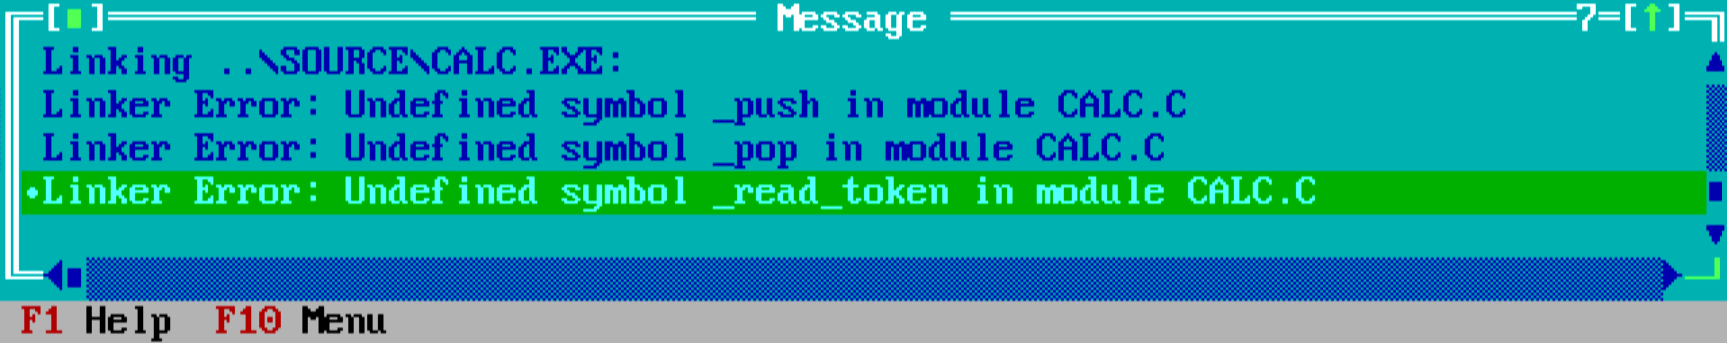 [■] Message 7=[↑]
Linking ..\SOURCE\CALC.EXE:
Linker Error: Undefined symbol _push in module CALC.C
Linker Error: Undefined symbol _pop in module CALC.C
•Linker Error: Undefined symbol _read_token in module CALC.C
F1 Help F10 Menu